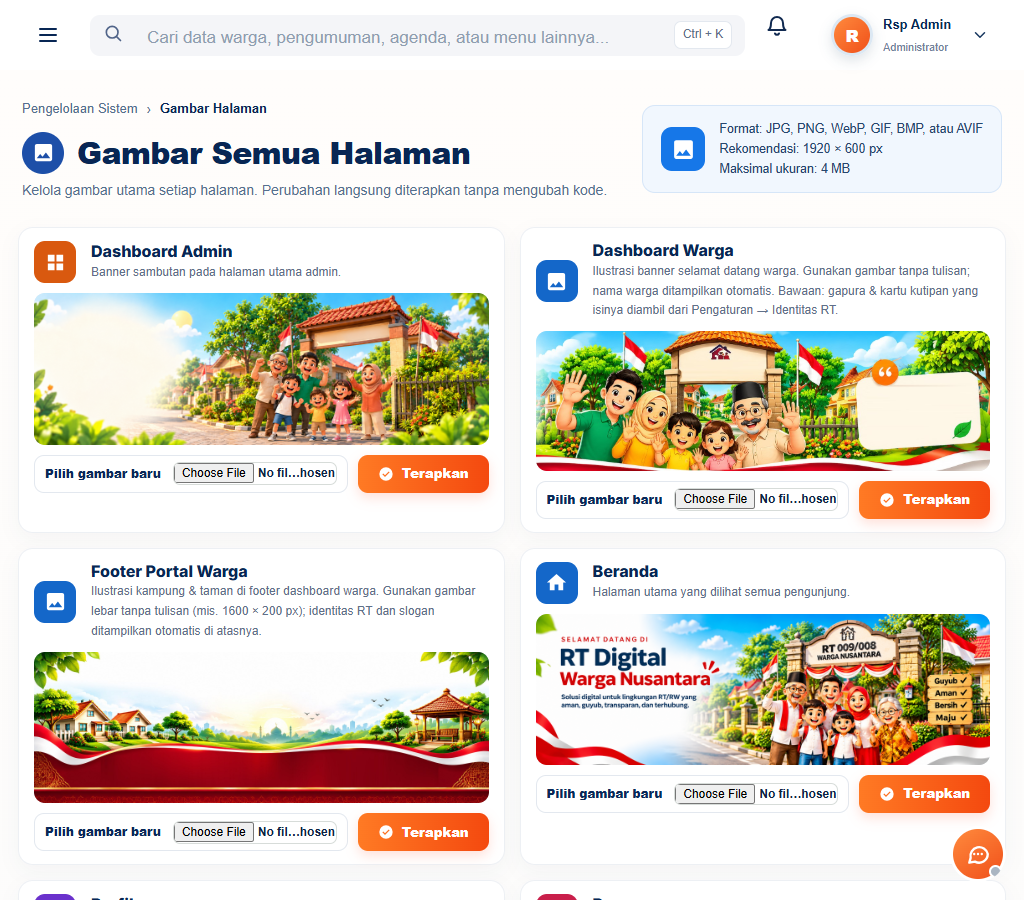 Cari data warga, pengumuman, agenda, atau menu lainnya...
Ctrl + K
R
Rsp Admin
Administrator
Pengelolaan Sistem › Gambar Halaman
Gambar Semua Halaman
Kelola gambar utama setiap halaman. Perubahan langsung diterapkan tanpa mengubah kode.
Format: JPG, PNG, WebP, GIF, BMP, atau AVIF
Rekomendasi: 1920 × 600 px
Maksimal ukuran: 4 MB
Dashboard Admin
Banner sambutan pada halaman utama admin.
Pilih gambar baru
Choose File No fil...hosen
Terapkan
Dashboard Warga
Ilustrasi banner selamat datang warga. Gunakan gambar tanpa tulisan;
nama warga ditampilkan otomatis. Bawaan: gapura & kartu kutipan yang
isinya diambil dari Pengaturan → Identitas RT.
Pilih gambar baru
Choose File No fil...hosen
Terapkan
Footer Portal Warga
Ilustrasi kampung & taman di footer dashboard warga. Gunakan gambar
lebar tanpa tulisan (mis. 1600 × 200 px); identitas RT dan slogan
ditampilkan otomatis di atasnya.
Pilih gambar baru
Choose File No fil...hosen
Terapkan
Beranda
Halaman utama yang dilihat semua pengunjung.
SELAMAT DATANG DI
RT Digital
Warga Nusantara
Solusi digital untuk lingkungan RT/RW yang
aman, guyub, transparan, dan terhubung.
RT 009/008
WARGA NUSANTARA
Guyub ✓
Aman ✓
Bersih ✓
Maju ✓
Pilih gambar baru
Choose File No fil...hosen
Terapkan